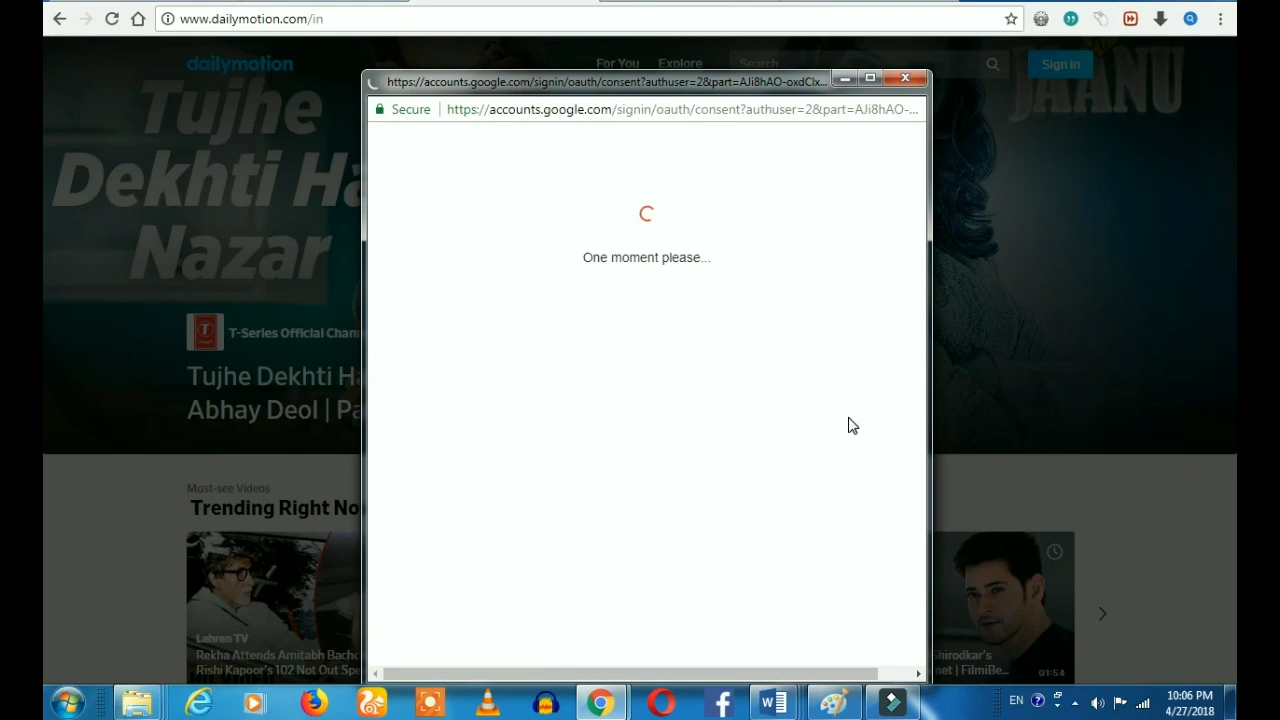 www.dailymotion.com/in
dailymotion
For You
Explore
Search
Sign in
https://accounts.google.com/signin/oauth/consent?authuser=2&part=AJi8hAO-oxdClx...
Secure
https://accounts.google.com/signin/oauth/consent?authuser=2&part=AJi8hAO-...
One moment please...
Tujhe
Dekhti Ha
Nazar
JAANU
T-Series Official Chan
Tujhe Dekhti Ha
Abhay Deol | Pa
Must-see Videos
Trending Right No
Lehren TV
Rekha Attends Amitabh Bachc
Rishi Kapoor's 102 Not Out Spe
Shirodkar's
net | FilmiBe...
01:54
EN
10:06 PM
4/27/2018